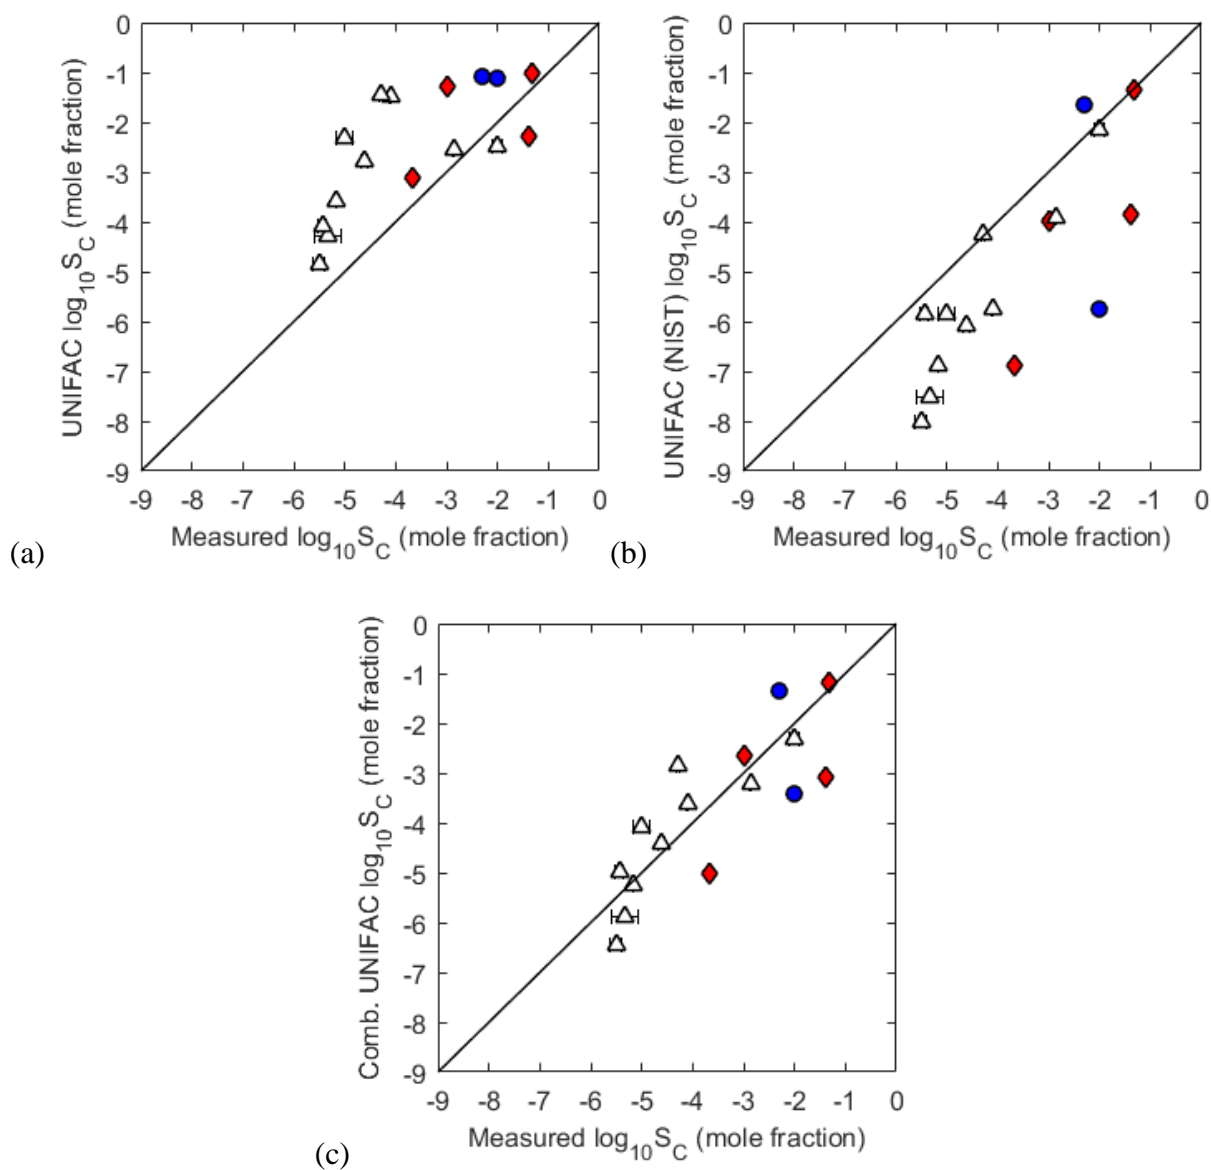 UNIFAC log10SC (mole fraction)
0
-1
-2
-3
-4
-5
-6
-7
-8
-9
-9 -8 -7 -6 -5 -4 -3 -2 -1 0
Measured log10SC (mole fraction)
(a)
UNIFAC (NIST) log10SC (mole fraction)
0
-1
-2
-3
-4
-5
-6
-7
-8
-9
-9 -8 -7 -6 -5 -4 -3 -2 -1 0
Measured log10SC (mole fraction)
(b)
Comb. UNIFAC log10SC (mole fraction)
0
-1
-2
-3
-4
-5
-6
-7
-8
-9
-9 -8 -7 -6 -5 -4 -3 -2 -1 0
Measured log10SC (mole fraction)
(c)